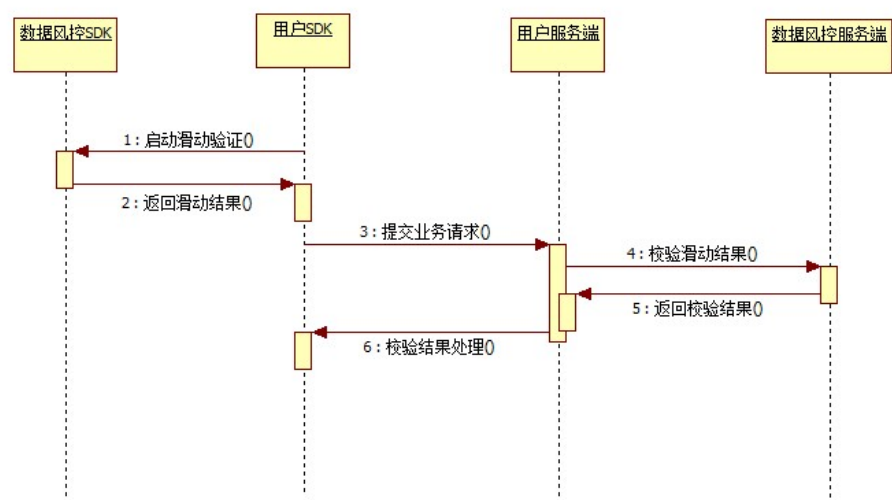 数据风控SDK
用户SDK
用户服务端
数据风控服务端
1 : 启动滑动验证()
2 : 返回滑动结果()
3 : 提交业务请求()
4 : 校验滑动结果()
5 : 返回校验结果()
6 : 校验结果处理()